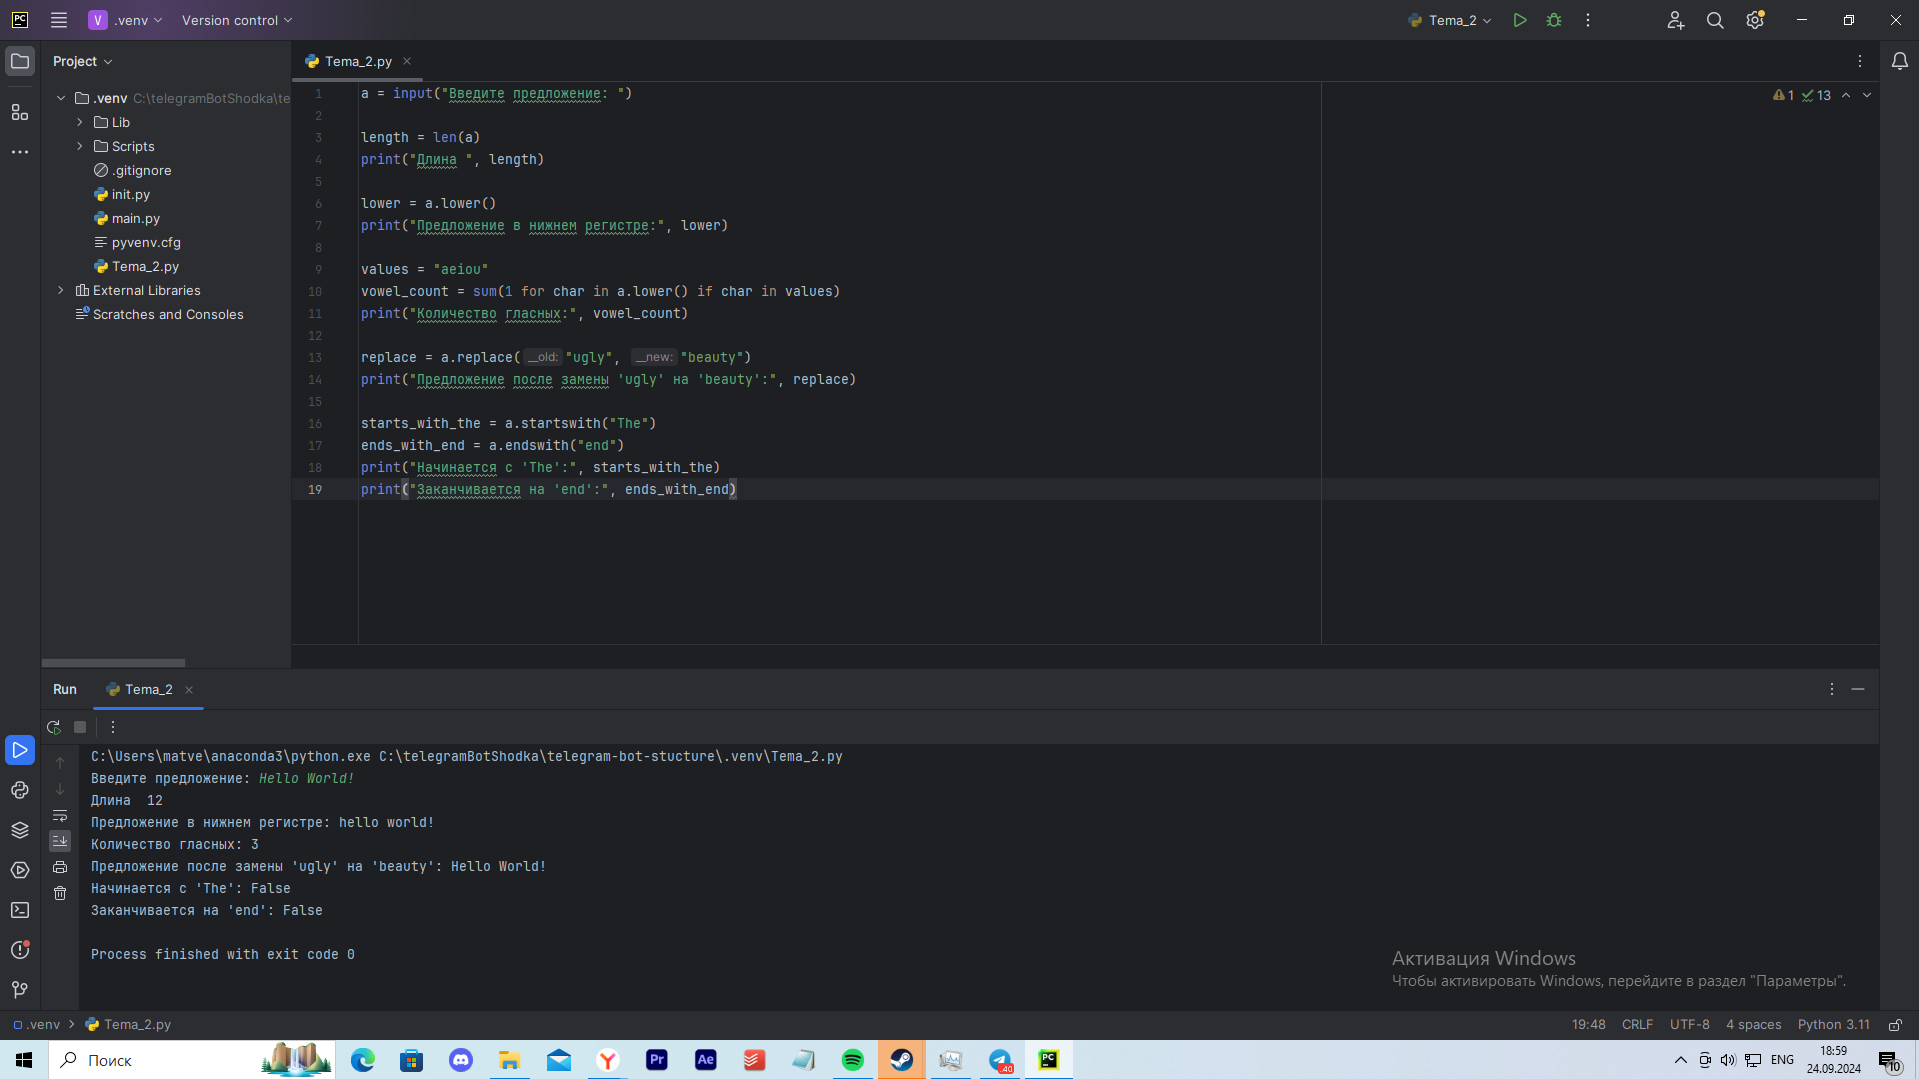 PC V .venv Version control Tema_2
Project
Tema_2.py
.venv C:\telegramBotShodka\te
Lib
Scripts
.gitignore
init.py
main.py
pyvenv.cfg
Tema_2.py
External Libraries
Scratches and Consoles
1 13
1 a = input("Введите предложение: ")
2
3 length = len(a)
4 print("Длина ", length)
5
6 lower = a.lower()
7 print("Предложение в нижнем регистре:", lower)
8
9 values = "aeiou"
10 vowel_count = sum(1 for char in a.lower() if char in values)
11 print("Количество гласных:", vowel_count)
12
13 replace = a.replace( __old: "ugly", __new: "beauty")
14 print("Предложение после замены 'ugly' на 'beauty':", replace)
15
16 starts_with_the = a.startswith("The")
17 ends_with_end = a.endswith("end")
18 print("Начинается с 'The':", starts_with_the)
19 print("Заканчивается на 'end':", ends_with_end)
Run Tema_2
C:\Users\matve\anaconda3\python.exe C:\telegramBotShodka\telegram-bot-stucture\.venv\Tema_2.py
Введите предложение: Hello World!
Длина  12
Предложение в нижнем регистре: hello world!
Количество гласных: 3
Предложение после замены 'ugly' на 'beauty': Hello World!
Начинается с 'The': False
Заканчивается на 'end': False
Process finished with exit code 0
Активация Windows
Чтобы активировать Windows, перейдите в раздел "Параметры".
.venv Tema_2.py 19:48 CRLF UTF-8 4 spaces Python 3.11
Поиск Pr Ae .40 PC ENG 18:59
24.09.2024 10